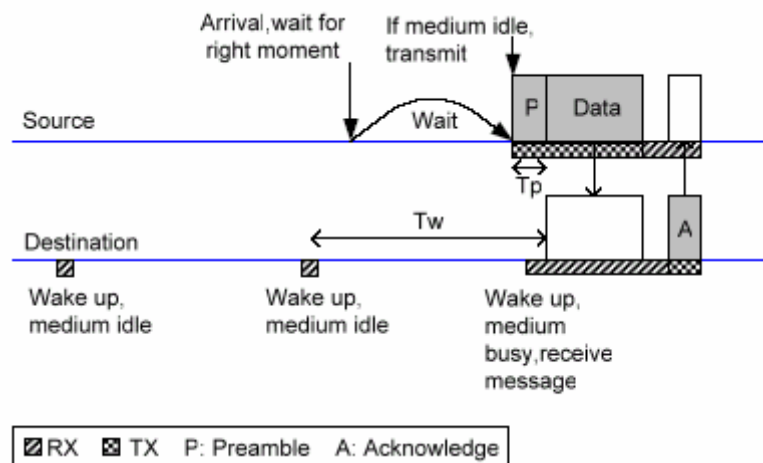 Arrival,wait for
right moment
If medium idle,
transmit
Source
Wait
P
Data
Tp
Tw
Destination
A
Wake up,
medium idle
Wake up,
medium idle
Wake up,
medium
busy,receive
message
RX TX P: Preamble A: Acknowledge